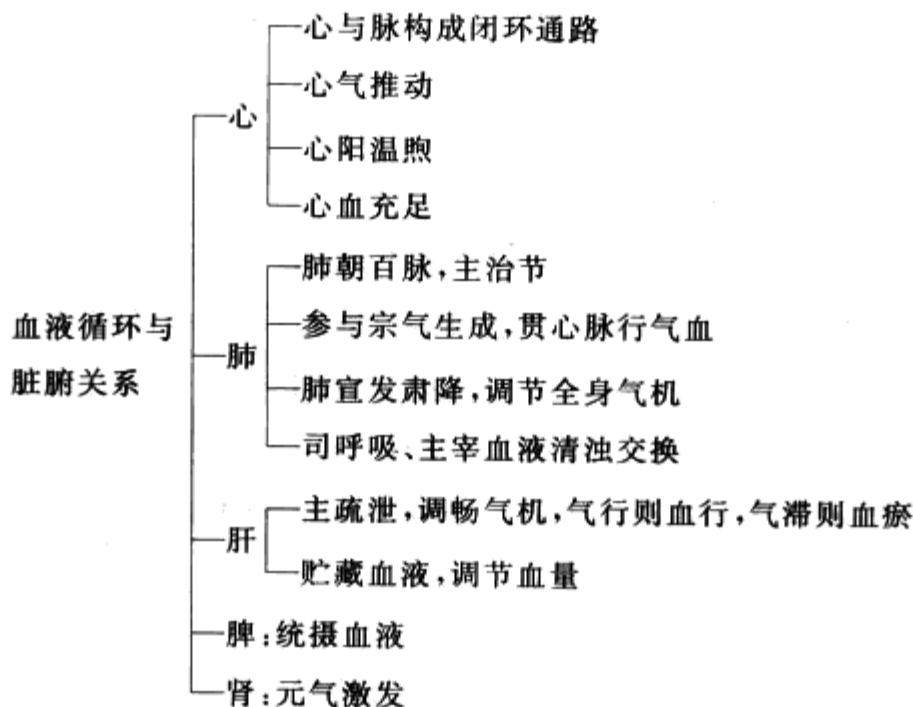 心与脉构成闭环通路
心气推动
心
心阳温煦
心血充足
肺朝百脉,主治节
血液循环与
脏腑关系
参与宗气生成,贯心脉行气血
肺
肺宣发肃降,调节全身气机
司呼吸、主宰血液清浊交换
主疏泄,调畅气机,气行则血行,气滞则血瘀
肝
贮藏血液,调节血量
脾:统摄血液
肾:元气激发